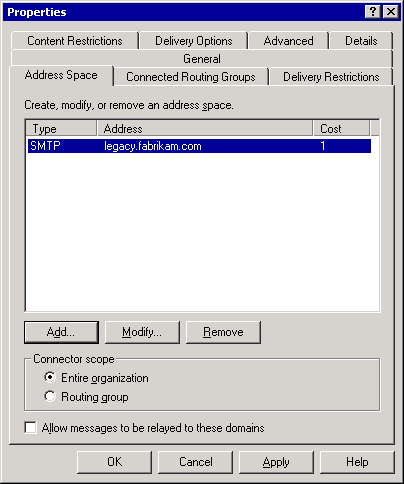 Properties
Content Restrictions Delivery Options Advanced Details
General
Address Space Connected Routing Groups Delivery Restrictions
Create, modify, or remove an address space.
Type Address Cost
SMTP legacy.fabrikam.com 1
Add... Modify... Remove
Connector scope
Entire organization
Routing group
Allow messages to be relayed to these domains
OK Cancel Apply Help